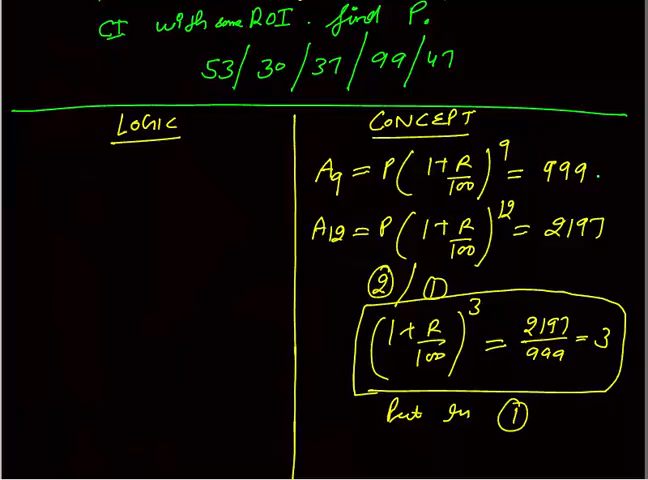 CI with same ROI. find P.
53/30/37/99/47
LOGIC
CONCEPT
A9 = P(1+R/100)^9 = 999.
A12 = P(1+R/100)^12 = 2197
② / ①
(1+R/100)^3 = 2197/999 = 3
Put in ①